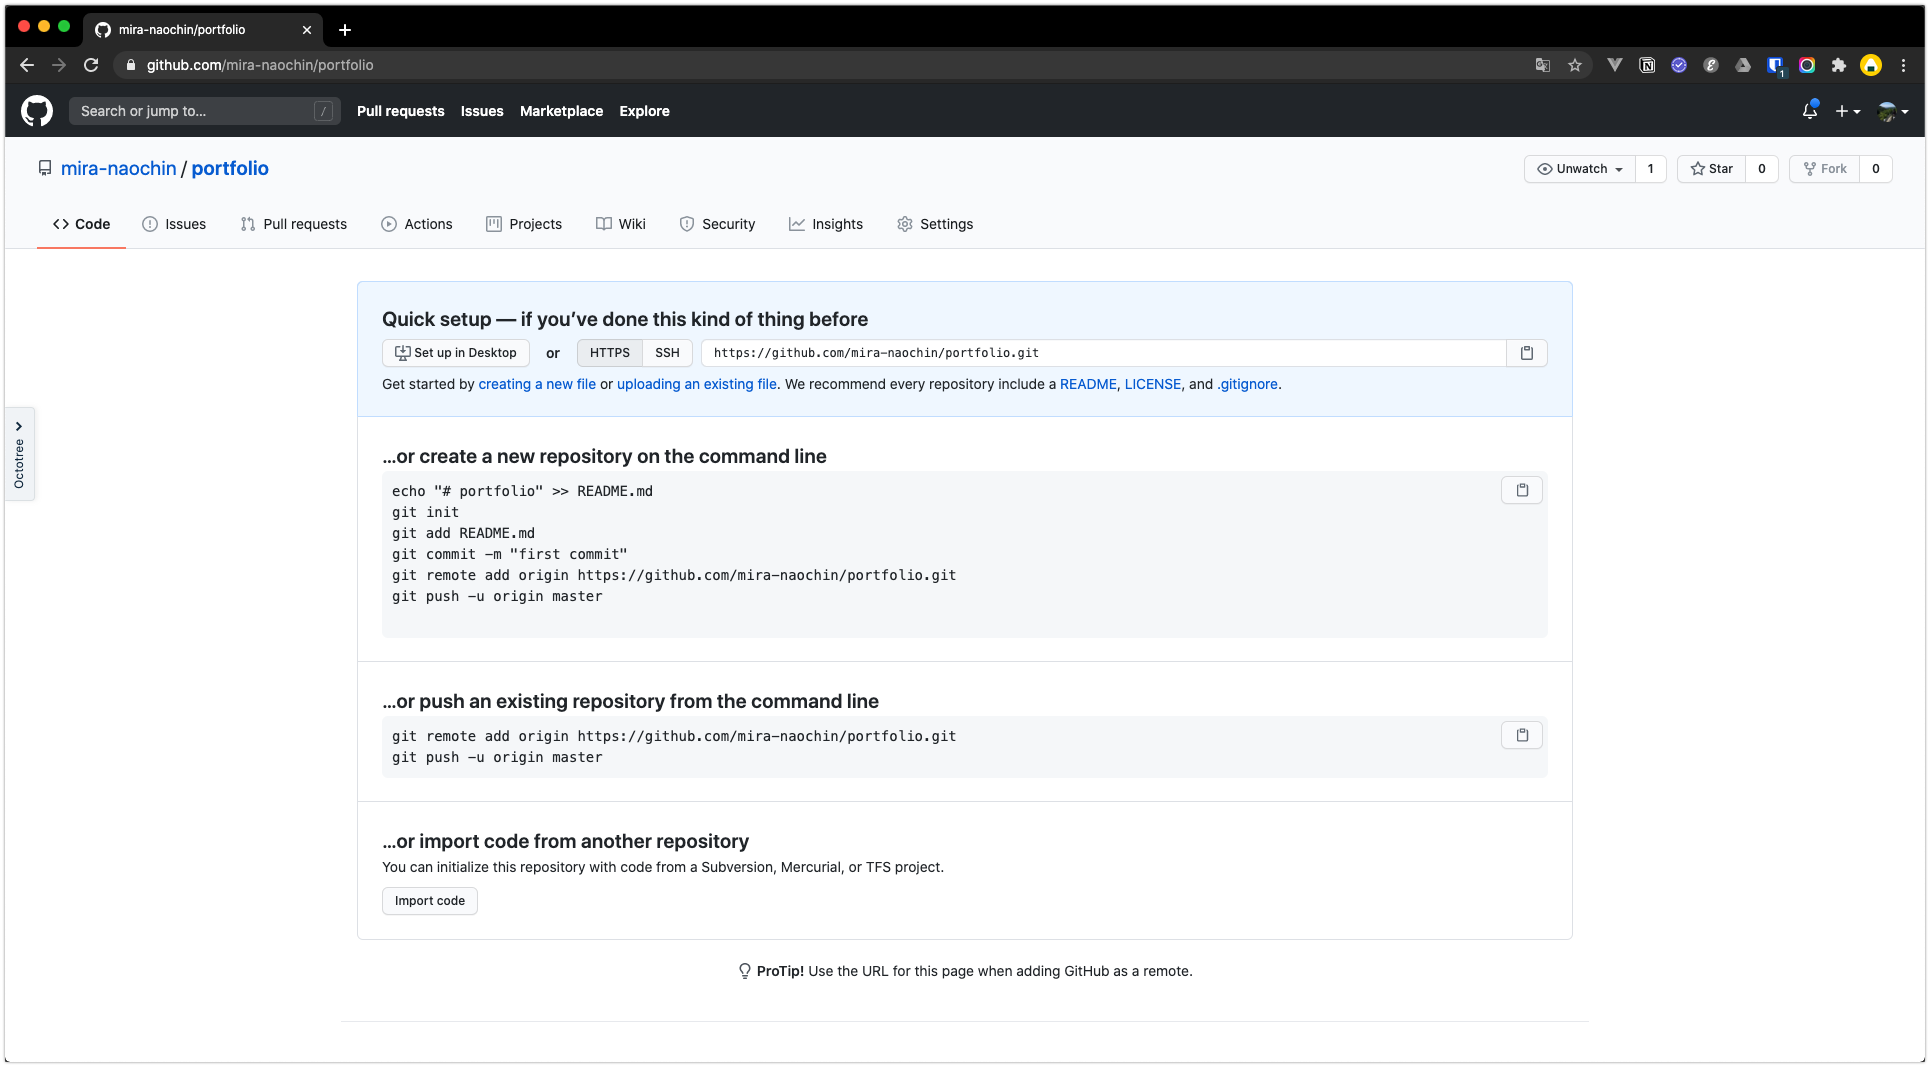 mira-naochin/portfolio
github.com/mira-naochin/portfolio
1
Search or jump to... /
Pull requests Issues Marketplace Explore
mira-naochin / portfolio
Unwatch 1 Star 0 Fork 0
Code Issues Pull requests Actions Projects Wiki Security Insights Settings
Quick setup — if you’ve done this kind of thing before
Set up in Desktop or HTTPS SSH https://github.com/mira-naochin/portfolio.git
Get started by creating a new file or uploading an existing file. We recommend every repository include a README, LICENSE, and .gitignore.
Octotree
…or create a new repository on the command line
echo "# portfolio" >> README.md
git init
git add README.md
git commit -m "first commit"
git remote add origin https://github.com/mira-naochin/portfolio.git
git push -u origin master
…or push an existing repository from the command line
git remote add origin https://github.com/mira-naochin/portfolio.git
git push -u origin master
…or import code from another repository
You can initialize this repository with code from a Subversion, Mercurial, or TFS project.
Import code
ProTip! Use the URL for this page when adding GitHub as a remote.